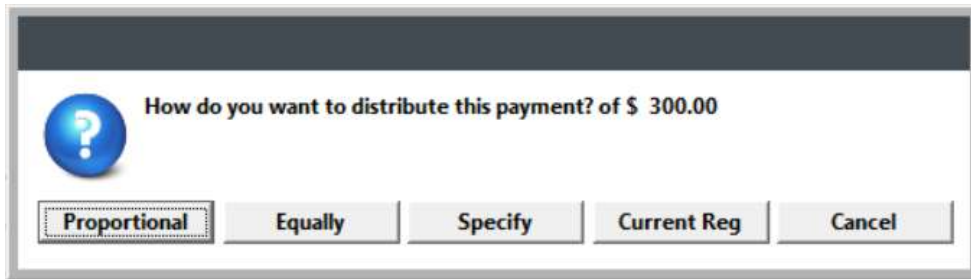 How do you want to distribute this payment? of $ 300.00
Proportional Equally Specify Current Reg Cancel